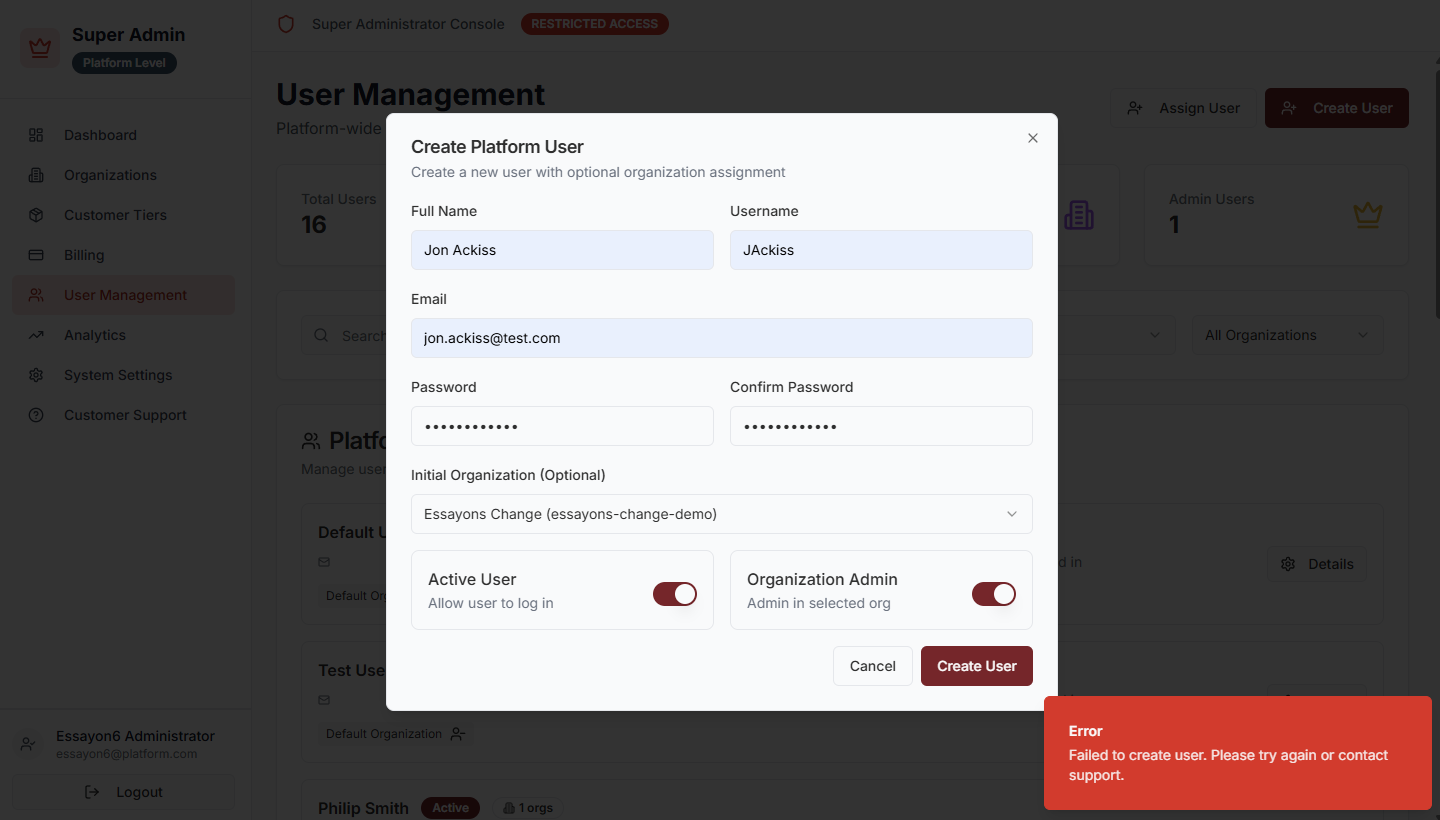 Super Admin
Platform Level
Super Administrator Console
RESTRICTED ACCESS
Dashboard
Organizations
Customer Tiers
Billing
User Management
Analytics
System Settings
Customer Support
Essayon6 Administrator
essayon6@platform.com
Logout
User Management
Platform-wide
Assign User
Create User
Total Users
16
Admin Users
1
Search
All Organizations
Manage user
Default U
Default Or
d in
Details
Test Use
Default Organization
Philip Smith
Active
1 orgs
Create Platform User
Create a new user with optional organization assignment
Full Name
Username
Jon Ackiss
JAckiss
Email
jon.ackiss@test.com
Password
Confirm Password
••••••••••••
••••••••••••
Initial Organization (Optional)
Essayons Change (essayons-change-demo)
Active User
Allow user to log in
Organization Admin
Admin in selected org
Cancel
Create User
Error
Failed to create user. Please try again or contact
support.